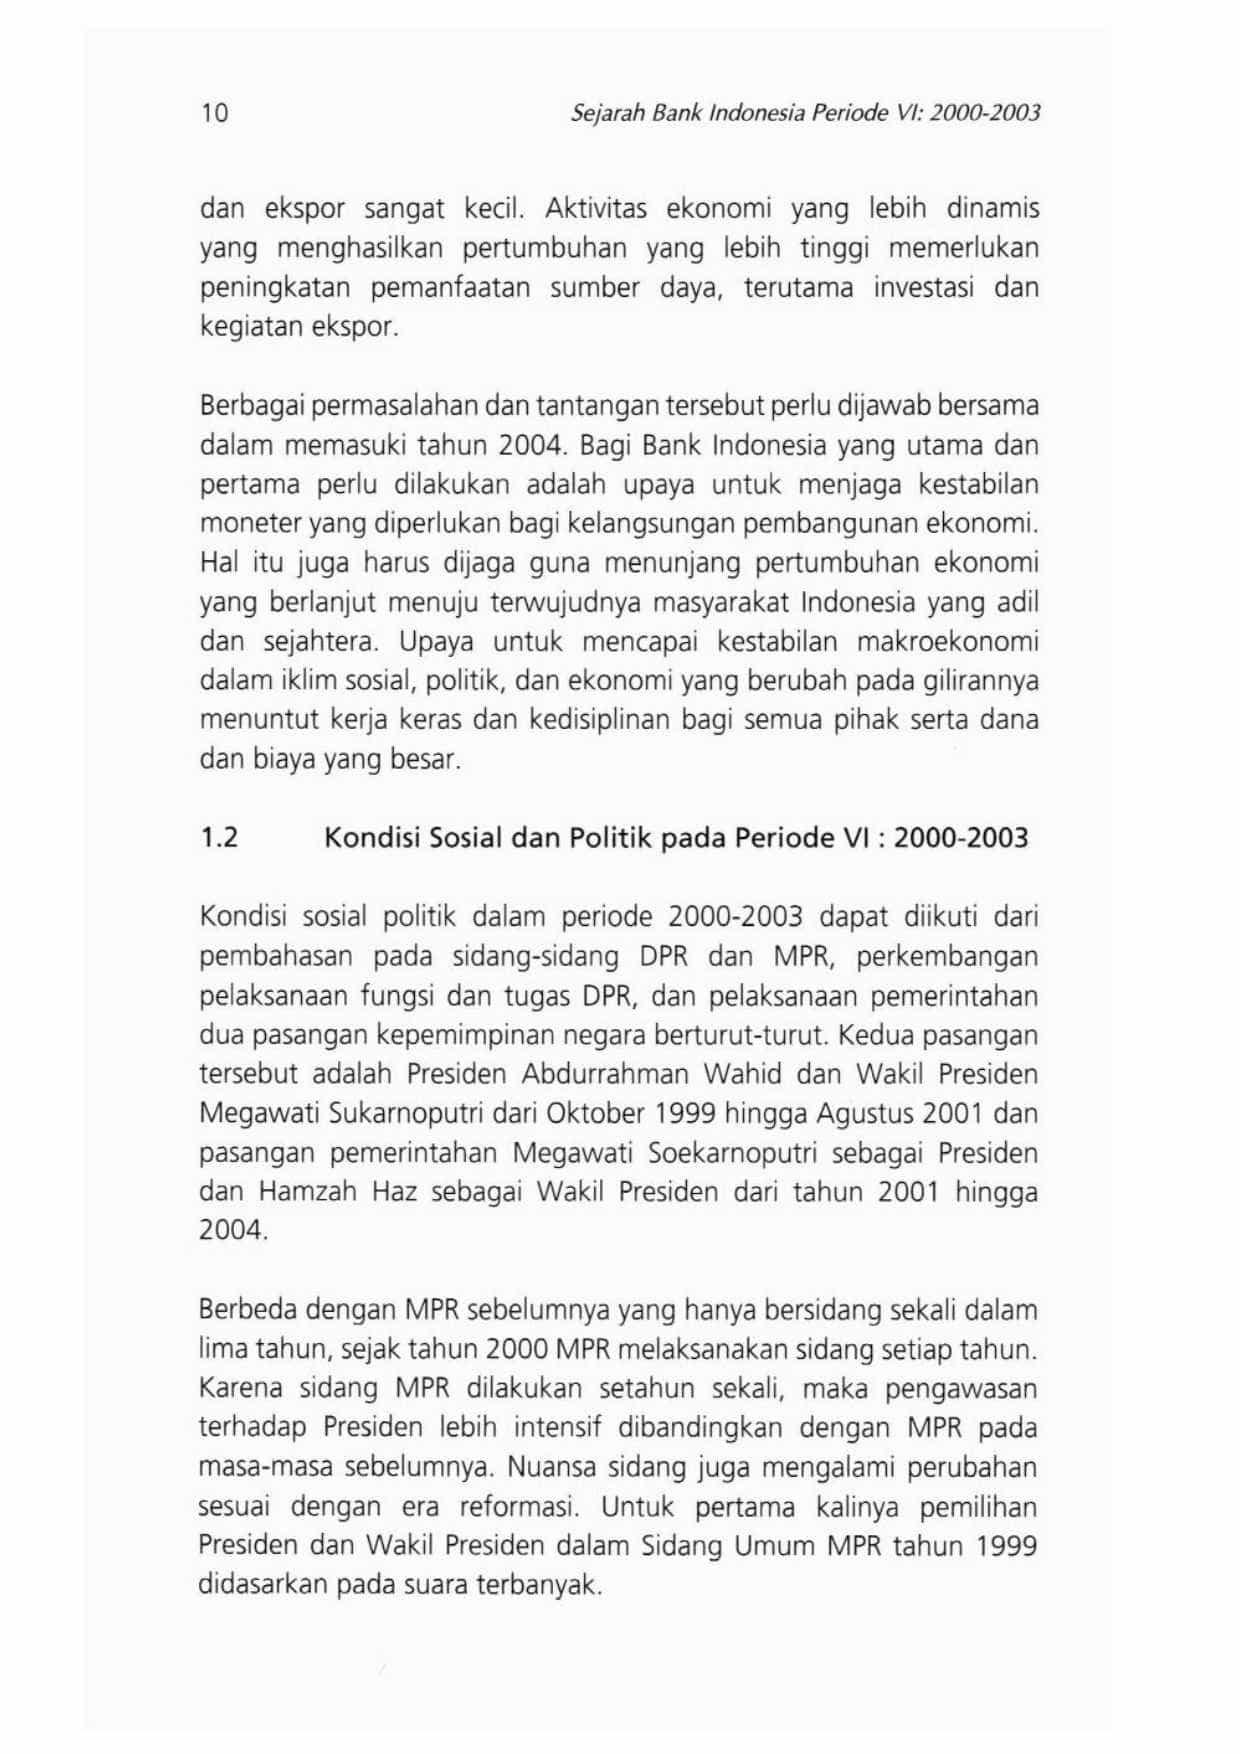 10
Sejarah Bank Indonesia Periode VI: 2000-2003
dan ekspor sangat kecil. Aktivitas ekonomi yang lebih dinamis
yang menghasilkan pertumbuhan yang lebih tinggi memerlukan
peningkatan pemanfaatan sumber daya, terutama investasi dan
kegiatan ekspor.
Berbagai permasalahan dan tantangan tersebut perlu dijawab bersama
dalam memasuki tahun 2004. Bagi Bank Indonesia yang utama dan
pertama perlu dilakukan adalah upaya untuk menjaga kestabilan
moneter yang diperlukan bagi kelangsungan pembangunan ekonomi.
Hal itu juga harus dijaga guna menunjang pertumbuhan ekonomi
yang berlanjut menuju terwujudnya masyarakat Indonesia yang adil
dan sejahtera. Upaya untuk mencapai kestabilan makroekonomi
dalam iklim sosial, politik, dan ekonomi yang berubah pada gilirannya
menuntut kerja keras dan kedisiplinan bagi semua pihak serta dana
dan biaya yang besar.
1.2 Kondisi Sosial dan Politik pada Periode VI : 2000-2003
Kondisi sosial politik dalam periode 2000-2003 dapat diikuti dari
pembahasan pada sidang-sidang DPR dan MPR, perkembangan
pelaksanaan fungsi dan tugas DPR, dan pelaksanaan pemerintahan
dua pasangan kepemimpinan negara berturut-turut. Kedua pasangan
tersebut adalah Presiden Abdurrahman Wahid dan Wakil Presiden
Megawati Sukarnoputri dari Oktober 1999 hingga Agustus 2001 dan
pasangan pemerintahan Megawati Soekarnoputri sebagai Presiden
dan Hamzah Haz sebagai Wakil Presiden dari tahun 2001 hingga
2004.
Berbeda dengan MPR sebelumnya yang hanya bersidang sekali dalam
lima tahun, sejak tahun 2000 MPR melaksanakan sidang setiap tahun.
Karena sidang MPR dilakukan setahun sekali, maka pengawasan
terhadap Presiden lebih intensif dibandingkan dengan MPR pada
masa-masa sebelumnya. Nuansa sidang juga mengalami perubahan
sesuai dengan era reformasi. Untuk pertama kalinya pemilihan
Presiden dan Wakil Presiden dalam Sidang Umum MPR tahun 1999
didasarkan pada suara terbanyak.